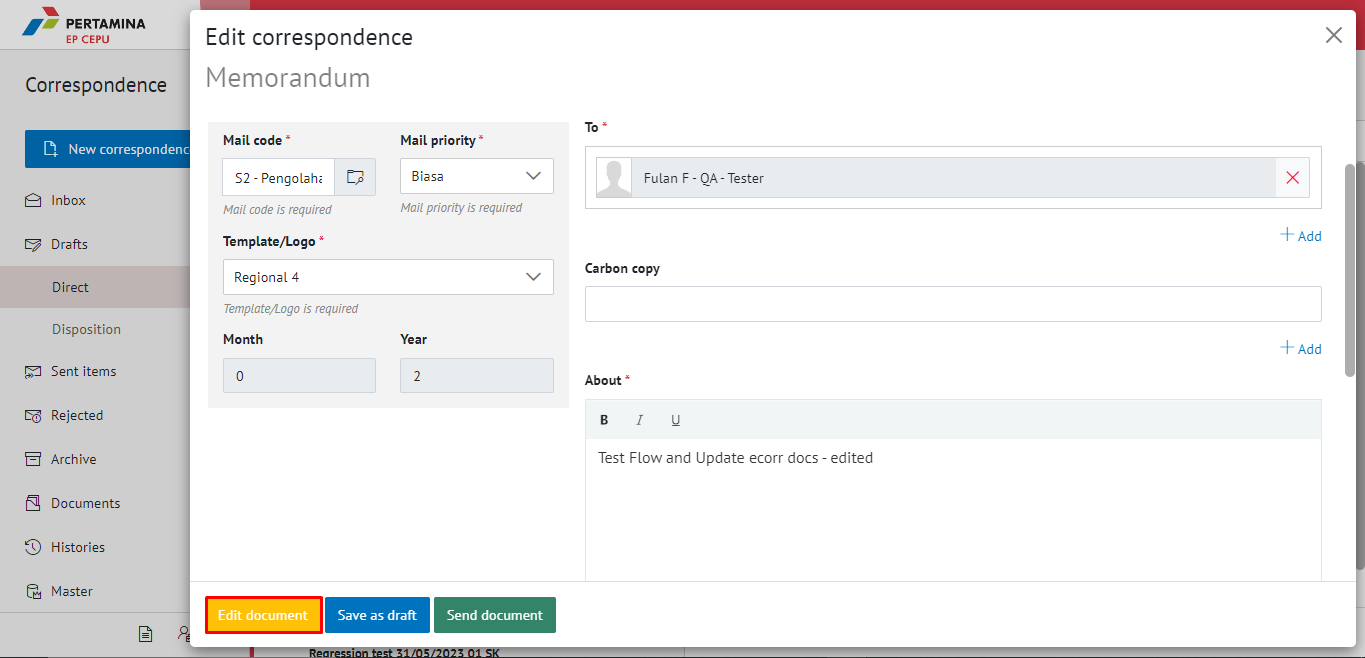 PERTAMINA
EP CEPU
Correspondence
New correspondenc
Inbox
Drafts
Direct
Disposition
Sent items
Rejected
Archive
Documents
Histories
Master
Edit correspondence
Memorandum
Mail code *
S2 - Pengolaha
Mail code is required
Mail priority *
Biasa
Mail priority is required
Template/Logo *
Regional 4
Template/Logo is required
Month
0
Year
2
To *
Fulan F - QA - Tester
+ Add
Carbon copy
+ Add
About *
B I U
Test Flow and Update ecorr docs - edited
Edit document
Save as draft
Send document
Regression test 31/05/2023 01 SK